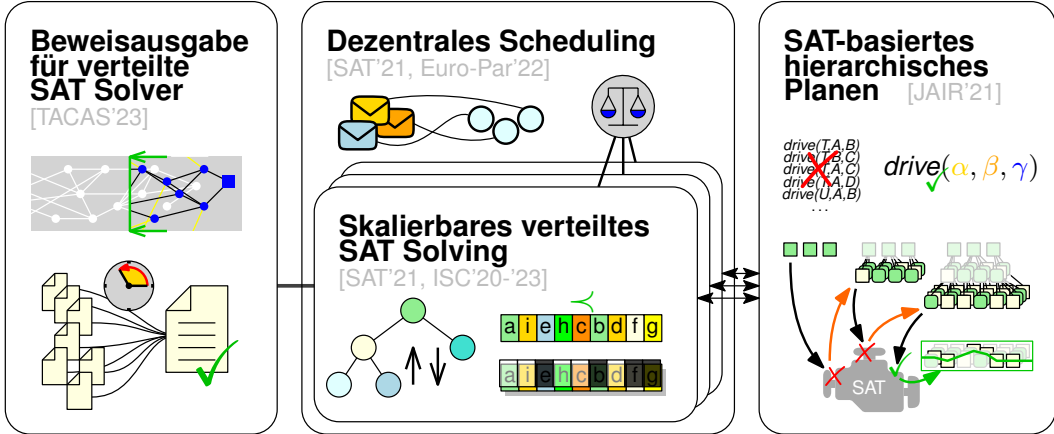 Beweisausgabe
für verteilte
SAT Solver
[TACAS'23]
Dezentrales Scheduling
[SAT'21, Euro-Par'22]
Skalierbares verteiltes
SAT Solving
[SAT'21, ISC'20-'23]
a i e h c b d f g
a i e h c b d f g
SAT-basiertes
hierarchisches
Planen [JAIR'21]
drive(T,A,B)
drive(T,B,C)
drive(T,A,C)
drive(T,A,D)
drive(U,A,B)
...
drive(α, β, γ)
SAT